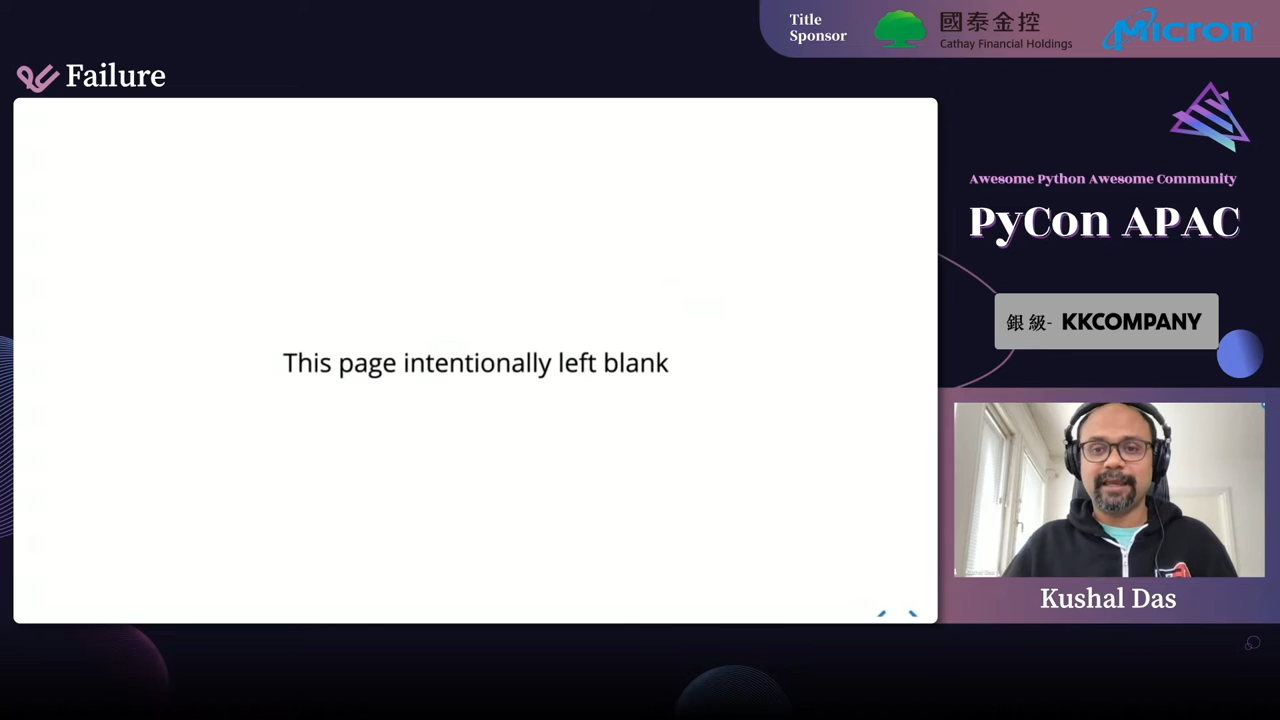 Title
Sponsor
國泰金控
Cathay Financial Holdings
Micron
Failure
Awesome Python Awesome Community
PyCon APAC
銀級- KKCOMPANY
This page intentionally left blank
Kushal Das